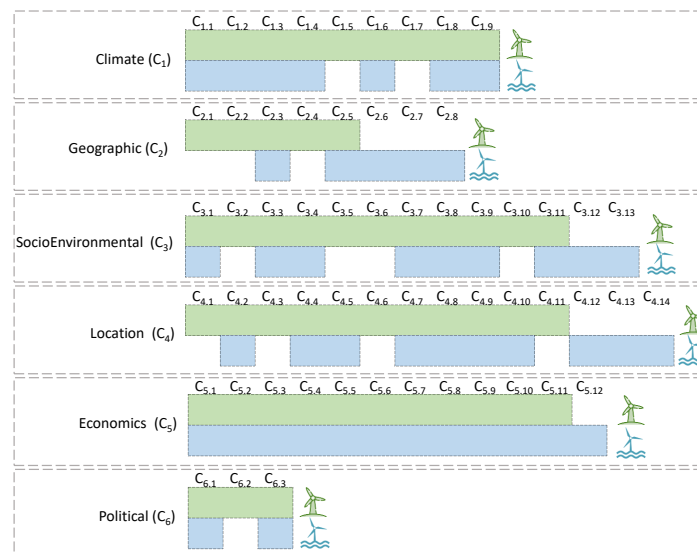 C1.1 C1.2 C1.3 C1.4 C1.5 C1.6 C1.7 C1.8 C1.9
Climate (C1)
C2.1 C2.2 C2.3 C2.4 C2.5 C2.6 C2.7 C2.8
Geographic (C2)
C3.1 C3.2 C3.3 C3.4 C3.5 C3.6 C3.7 C3.8 C3.9 C3.10 C3.11 C3.12 C3.13
SocioEnvironmental (C3)
C4.1 C4.2 C4.3 C4.4 C4.5 C4.6 C4.7 C4.8 C4.9 C4.10 C4.11 C4.12 C4.13 C4.14
Location (C4)
C5.1 C5.2 C5.3 C5.4 C5.5 C5.6 C5.7 C5.8 C5.9 C5.10 C5.11 C5.12
Economics (C5)
C6.1 C6.2 C6.3
Political (C6)